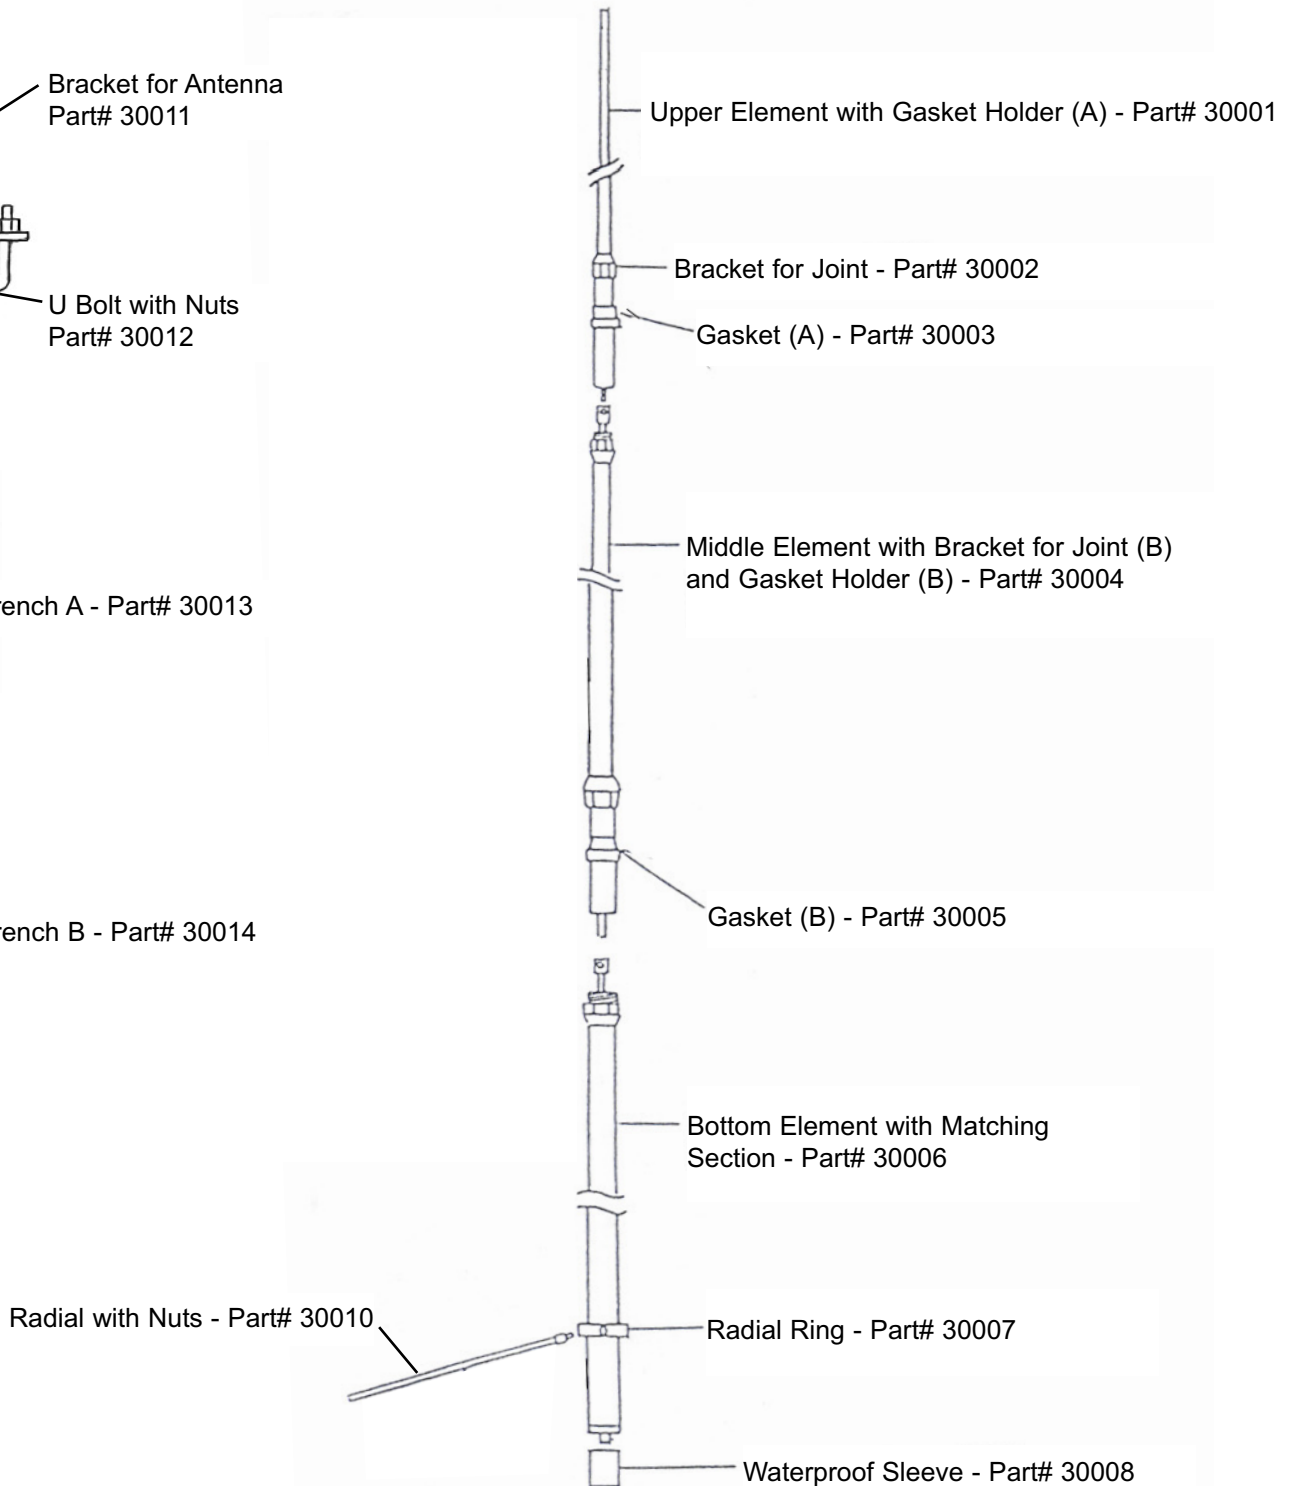 Bracket for Antenna
Part# 30011
Upper Element with Gasket Holder (A) - Part# 30001
Bracket for Joint - Part# 30002
U Bolt with Nuts
Part# 30012
Gasket (A) - Part# 30003
Middle Element with Bracket for Joint (B)
and Gasket Holder (B) - Part# 30004
A - Part# 30013
Gasket (B) - Part# 30005
B - Part# 30014
Bottom Element with Matching
Section - Part# 30006
Radial with Nuts - Part# 30010
Radial Ring - Part# 30007
Waterproof Sleeve - Part# 30008